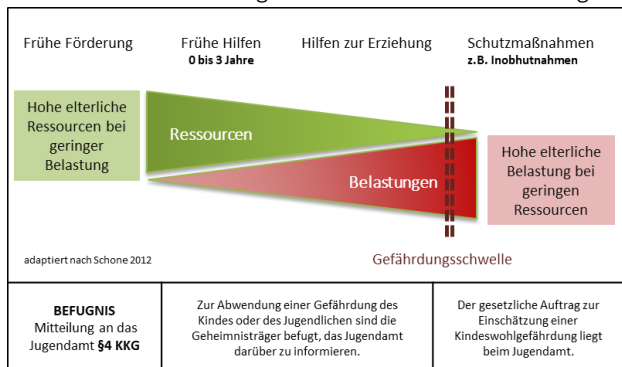 Frühe Förderung
Frühe Hilfen
0 bis 3 Jahre
Hilfen zur Erziehung
Schutzmaßnahmen
z.B. Inobhutnahmen
Hohe elterliche
Ressourcen bei
geringer
Belastung
Ressourcen
Belastungen
Hohe elterliche
Belastung bei
geringen
Ressourcen
adaptiert nach Schone 2012
Gefährdungsschwelle
BEFUGNIS
Mitteilung an das
Jugendamt §4 KKG
Zur Abwendung einer Gefährdung des
Kindes oder des Jugendlichen sind die
Geheimnisträger befugt, das Jugendamt
darüber zu informieren.
Der gesetzliche Auftrag zur
Einschätzung einer
Kindeswohlgefährdung liegt
beim Jugendamt.